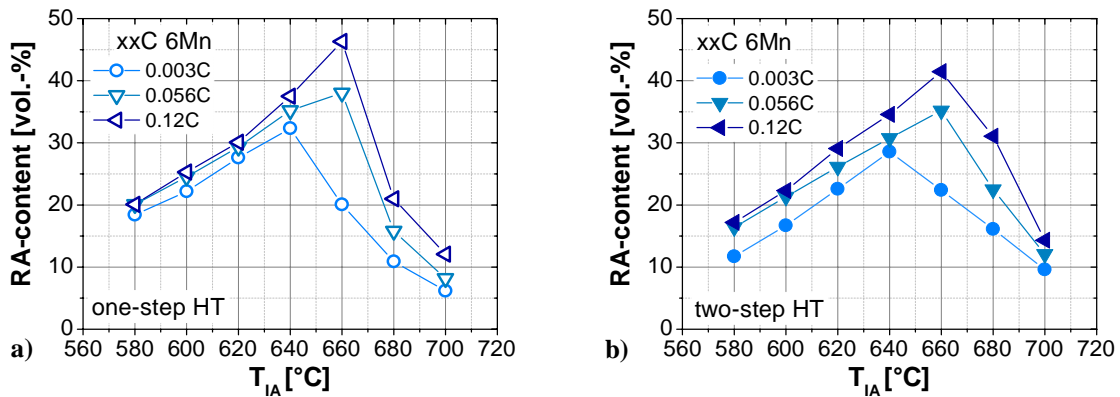 50
40
30
20
10
0
RA-content [vol.-%]
xxC 6Mn
0.003C
0.056C
0.12C
one-step HT
560 580 600 620 640 660 680 700 720
T_IA [°C]
a)
50
40
30
20
10
0
RA-content [vol.-%]
xxC 6Mn
0.003C
0.056C
0.12C
two-step HT
560 580 600 620 640 660 680 700 720
T_IA [°C]
b)